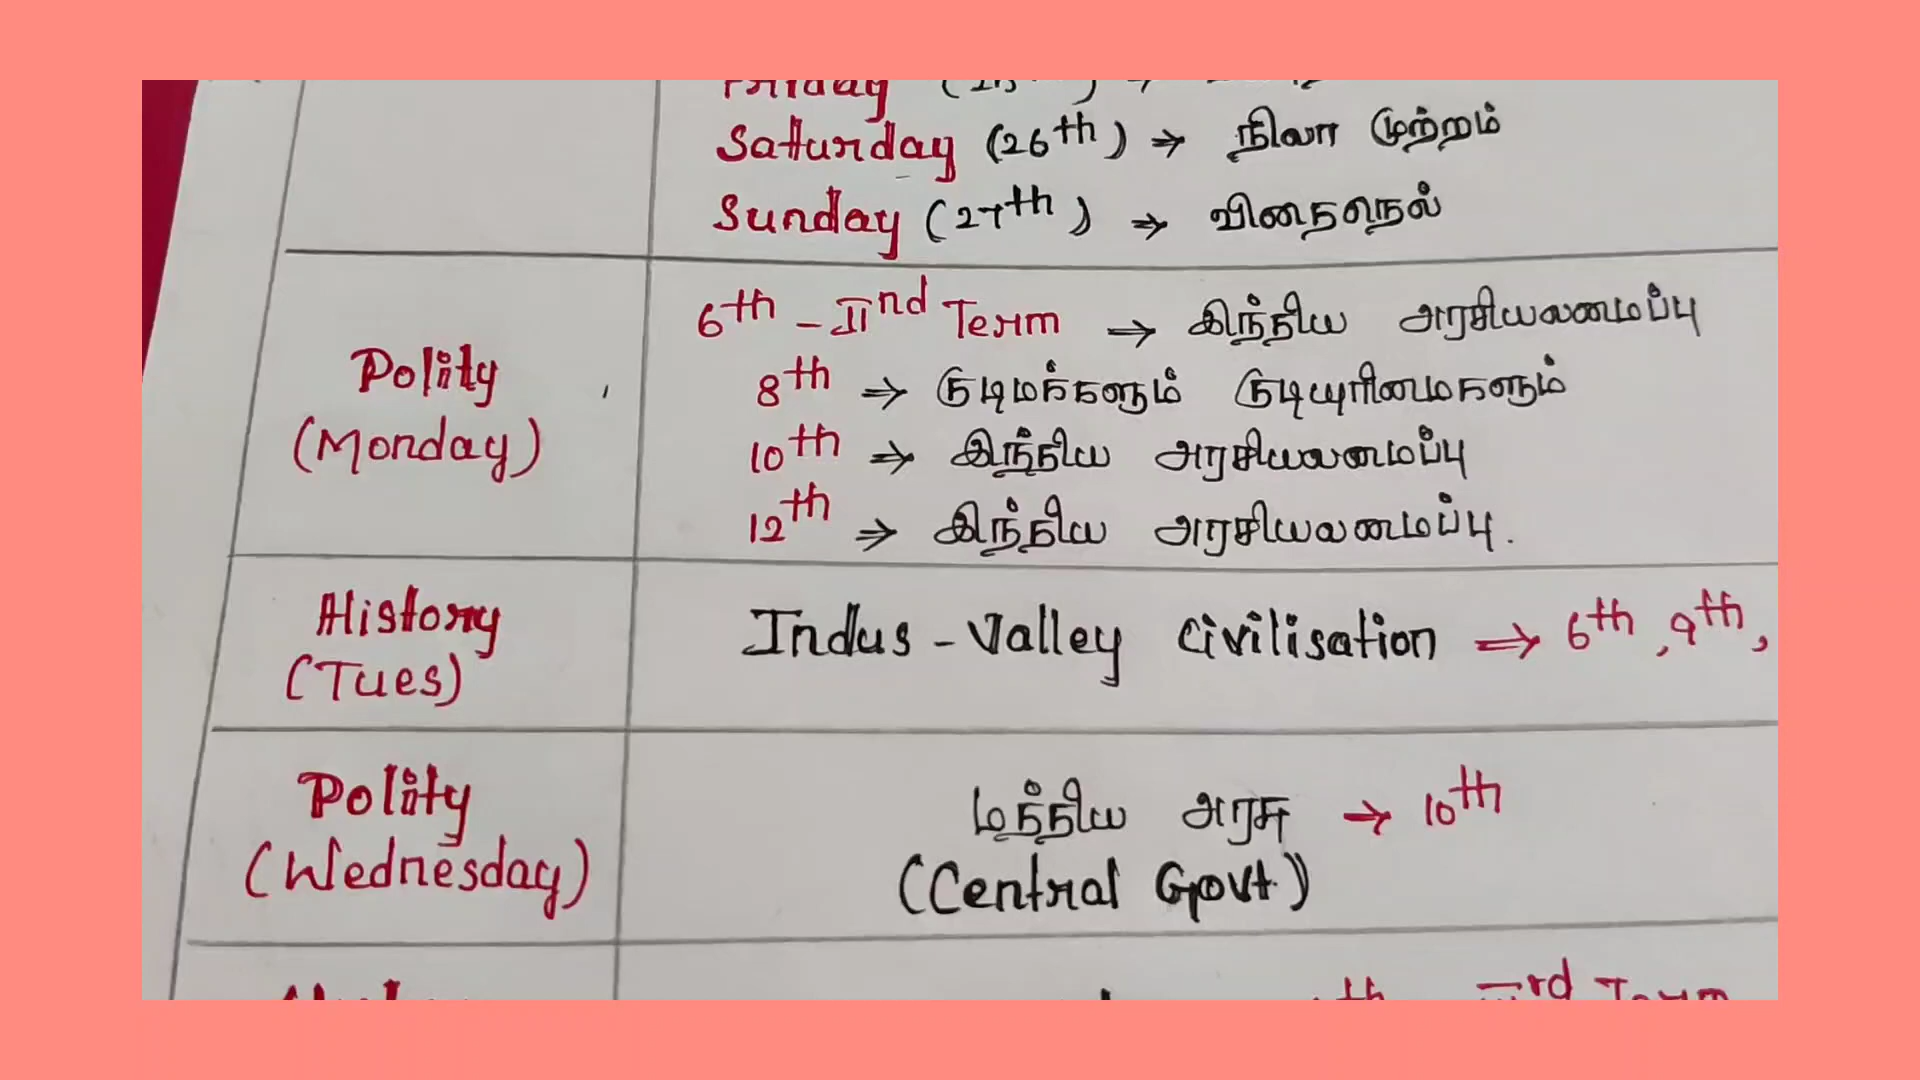 Friday
Saturday (26th) → நிலா முற்றம்
Sunday (27th) → வினைநெல்
Polity
(Monday)
6th - IInd Term → இந்திய அரசியலமைப்பு
8th ⇒ குடிமக்களும் குடியுரிமைகளும்
10th ⇒ இந்திய அரசியலமைப்பு
12th ⇒ இந்திய அரசியலமைப்பு.
History
(Tues)
Indus - Valley Civilisation ⇒ 6th, 9th,
Polity
(Wednesday)
மத்திய அரசு → 10th
(Central Govt)
Term